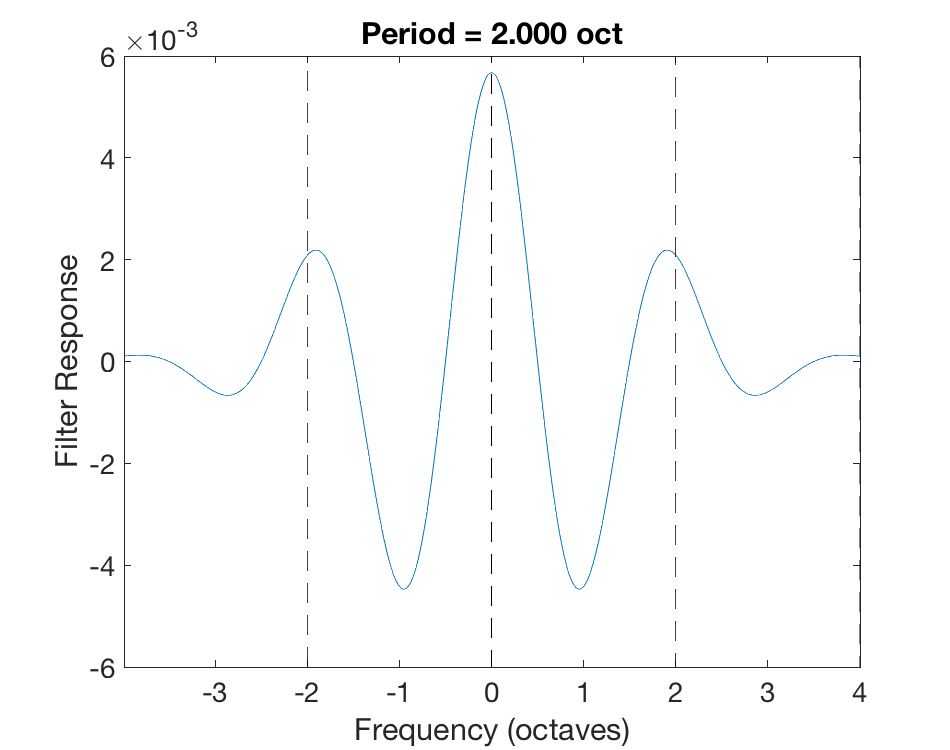 Period = 2.000 oct
×10-3
6
4
2
0
-2
-4
-6
Filter Response
-3 -2 -1 0 1 2 3 4
Frequency (octaves)